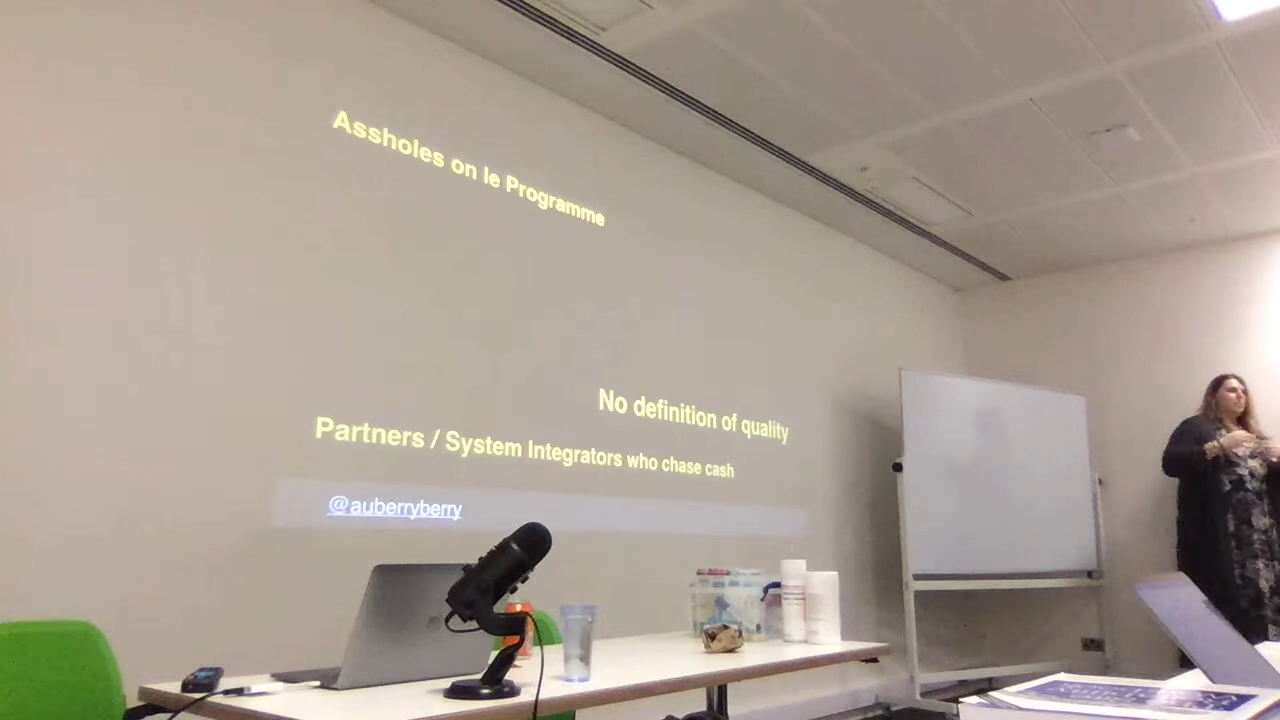 Assholes on le Programme
No definition of quality
Partners / System Integrators who chase cash
@auberryberry